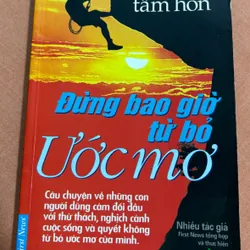 tâm hồn
Đừng bao giờ
từ bỏ
ƯỚC MƠ
Câu chuyện về những con
người dũng cảm đối đầu
với thử thách, nghịch cảnh
cuộc sống và quyết không
từ bỏ ước mơ của mình.
Nhiều tác giả
First News tổng hợp
và thực hiện
First News